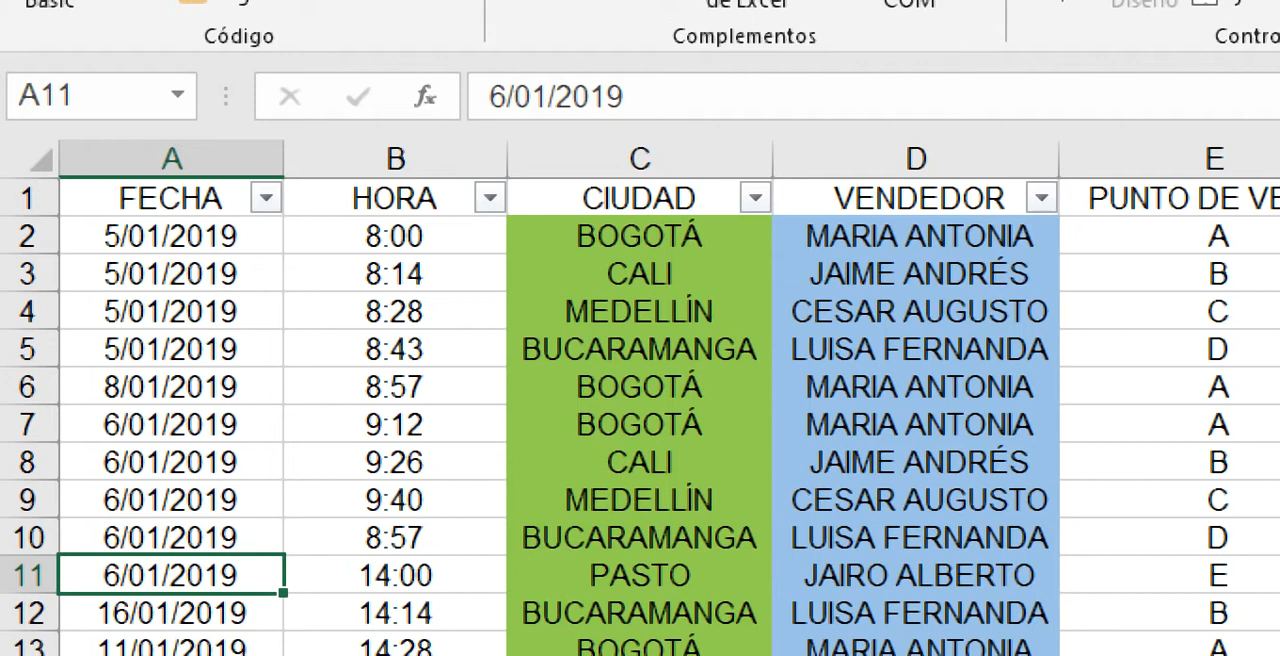 Basic de Excel COM Diseño
Código Complementos Contro
A11 fx 6/01/2019
A B C D E
1 FECHA HORA CIUDAD VENDEDOR PUNTO DE VE
2 5/01/2019 8:00 BOGOTÁ MARIA ANTONIA A
3 5/01/2019 8:14 CALI JAIME ANDRÉS B
4 5/01/2019 8:28 MEDELLÍN CESAR AUGUSTO C
5 5/01/2019 8:43 BUCARAMANGA LUISA FERNANDA D
6 8/01/2019 8:57 BOGOTÁ MARIA ANTONIA A
7 6/01/2019 9:12 BOGOTÁ MARIA ANTONIA A
8 6/01/2019 9:26 CALI JAIME ANDRÉS B
9 6/01/2019 9:40 MEDELLÍN CESAR AUGUSTO C
10 6/01/2019 8:57 BUCARAMANGA LUISA FERNANDA D
11 6/01/2019 14:00 PASTO JAIRO ALBERTO E
12 16/01/2019 14:14 BUCARAMANGA LUISA FERNANDA B
13 11/01/2019 14:28 BOGOTÁ MARIA ANTONIA A